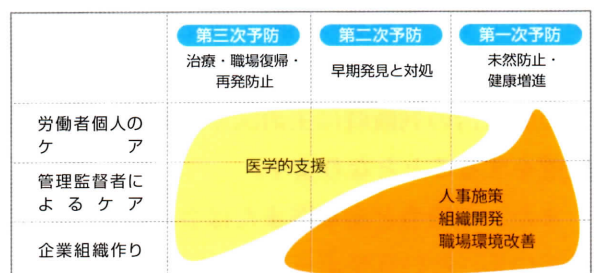 第三次予防
第二次予防
第一次予防
治療・職場復帰・
再発防止
早期発見と対処
未然防止・
健康増進
労働者個人の
ケア
医学的支援
管理監督者に
よるケア
人事施策
組織開発
職場環境改善
企業組織作り